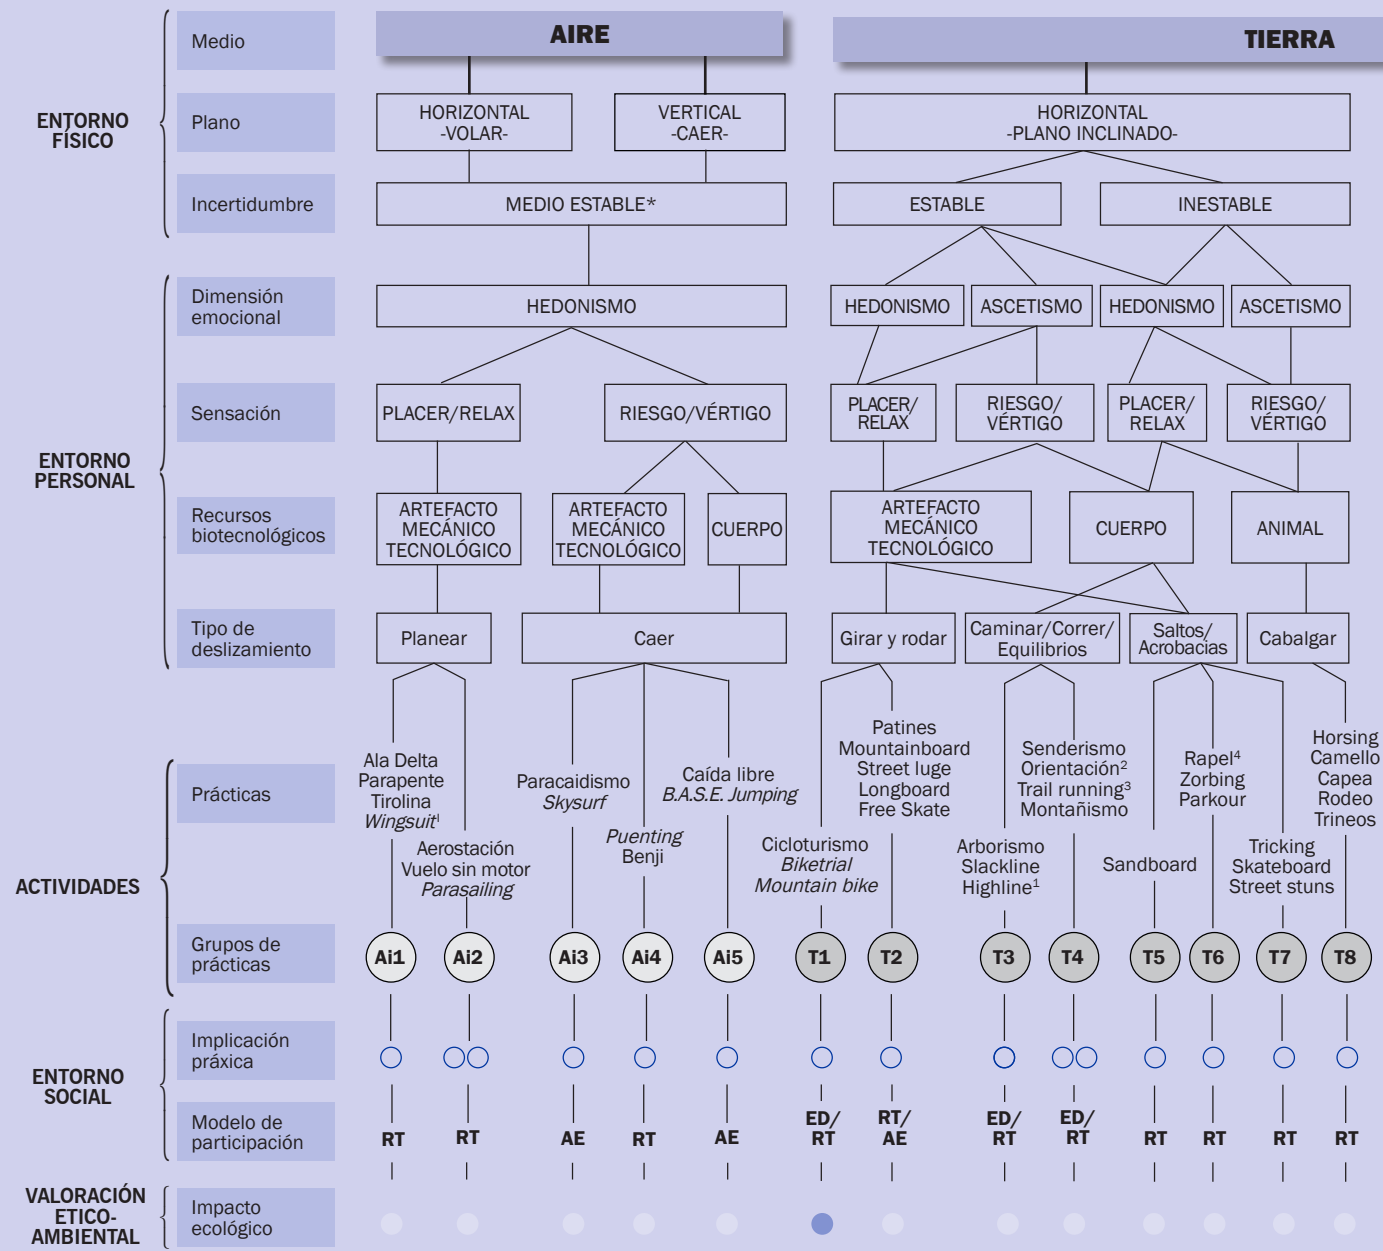 AIRE
TIERRA
Medio
ENTORNO
FÍSICO
Plano
HORIZONTAL
-VOLAR-
VERTICAL
-CAER-
HORIZONTAL
-PLANO INCLINADO-
Incertidumbre
MEDIO ESTABLE*
ESTABLE
INESTABLE
Dimensión
emocional
HEDONISMO
HEDONISMO
ASCETISMO
HEDONISMO
ASCETISMO
ENTORNO
PERSONAL
Sensación
PLACER/RELAX
RIESGO/VÉRTIGO
PLACER/
RELAX
RIESGO/
VÉRTIGO
PLACER/
RELAX
RIESGO/
VÉRTIGO
Recursos
biotecnológicos
ARTEFACTO
MECÁNICO
TECNOLÓGICO
ARTEFACTO
MECÁNICO
TECNOLÓGICO
CUERPO
ARTEFACTO
MECÁNICO
TECNOLÓGICO
CUERPO
ANIMAL
Tipo de
deslizamiento
Planear
Caer
Girar y rodar
Caminar/Correr/
Equilibrios
Saltos/
Acrobacias
Cabalgar
ACTIVIDADES
Prácticas
Ala Delta
Parapente
Tirolina
Wingsuit¹
Aerostación
Vuelo sin motor
Parasailing
Paracaidismo
Skysurf
Puenting
Benji
Caída libre
B.A.S.E. Jumping
Cicloturismo
Biketrial
Mountain bike
Patines
Mountainboard
Street luge
Longboard
Free Skate
Arborismo
Slackline
Highline¹
Senderismo
Orientación²
Trail running³
Montañismo
Sandboard
Rapel⁴
Zorbing
Parkour
Tricking
Skateboard
Street stuns
Horsing
Camello
Capea
Rodeo
Trineos
Grupos de
prácticas
Ai1
Ai2
Ai3
Ai4
Ai5
T1
T2
T3
T4
T5
T6
T7
T8
ENTORNO
SOCIAL
Implicación
práxica
Modelo de
participación
RT
RT
AE
RT
AE
ED/
RT
RT/
AE
ED/
RT
ED/
RT
RT
RT
RT
RT
VALORACIÓN
ETICO-
AMBIENTAL
Impacto
ecológico